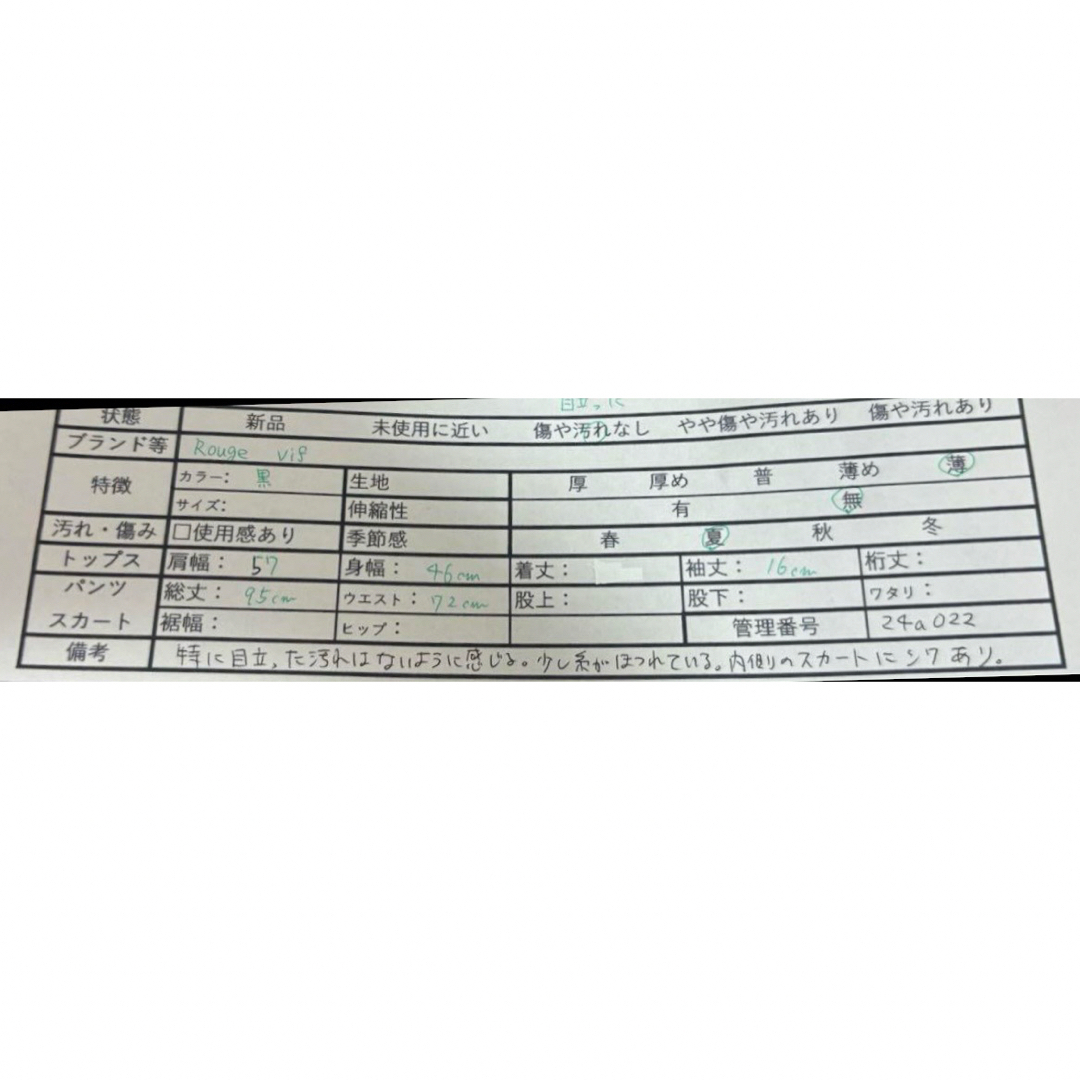 目立った
状態 新品 未使用に近い 傷や汚れなし やや傷や汚れあり 傷や汚れあり
ブランド等 Rouge vif
特徴 カラー: 黒 生地 厚 厚め 普 薄め 薄
サイズ: 伸縮性 有 無
汚れ・傷み □使用感あり 季節感 春 夏 秋 冬
トップス 肩幅: 57 身幅: 46cm 着丈: 袖丈: 16cm 裄丈:
パンツ 総丈: 95cm ウエスト: 72cm 股上: 股下: ワタリ:
スカート 裾幅: ヒップ: 管理番号 24a022
備考 特に目立った汚れはないように感じる。少し糸がほつれている。内側のスカートにシワあり。